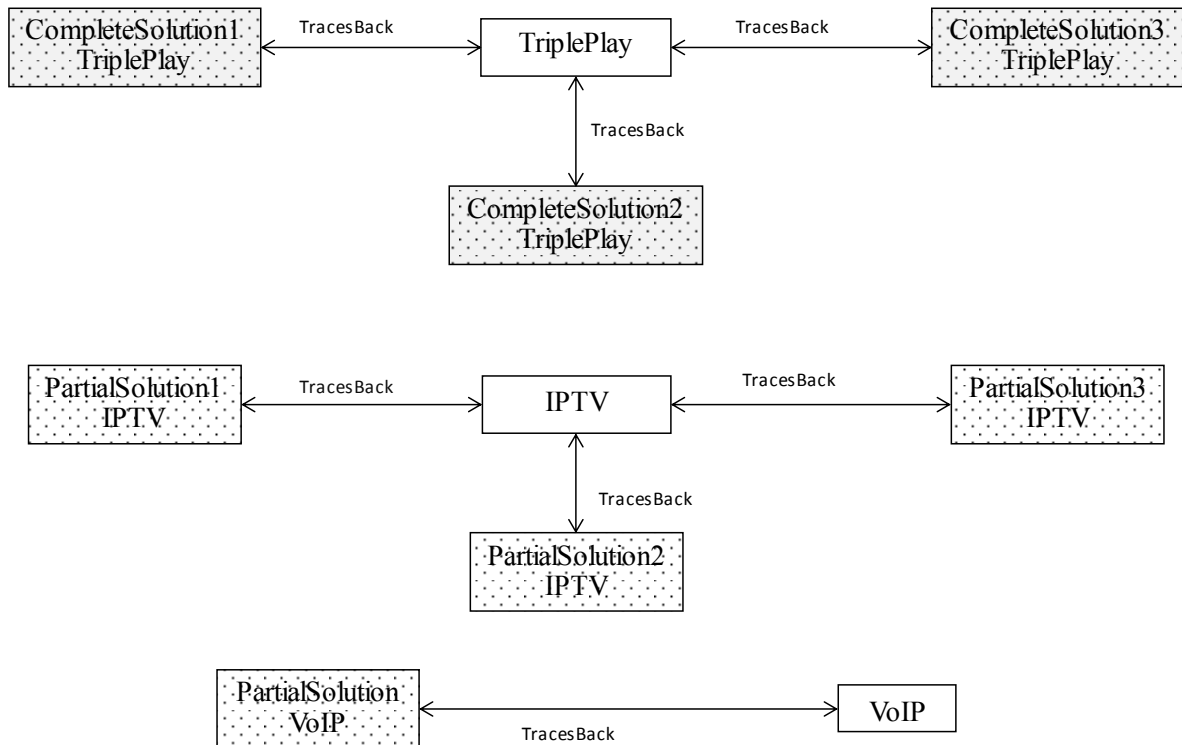 CompleteSolution1
TriplePlay
TracesBack
TriplePlay
TracesBack
CompleteSolution3
TriplePlay
TracesBack
CompleteSolution2
TriplePlay
PartialSolution1
IPTV
TracesBack
IPTV
TracesBack
PartialSolution3
IPTV
TracesBack
PartialSolution2
IPTV
PartialSolution
VoIP
TracesBack
VoIP